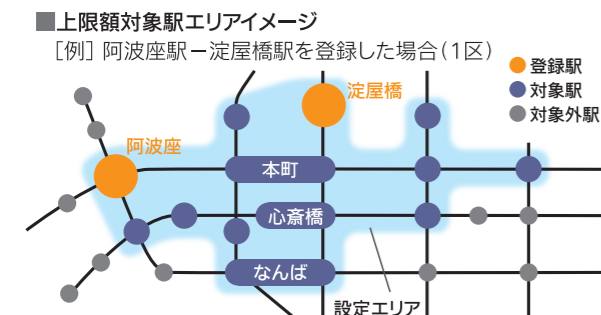 ■上限額対象駅エリアイメージ
［例］阿波座駅－淀屋橋駅を登録した場合（1区）
登録駅
対象駅
対象外駅
淀屋橋
阿波座
本町
心斎橋
なんば
設定エリア